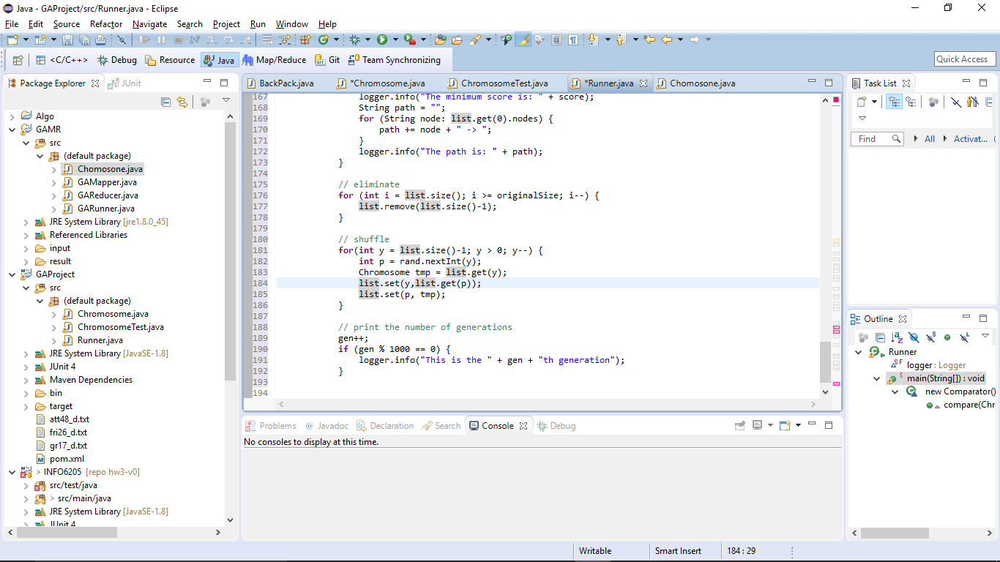 Java - GAProject/src/Runner.java - Eclipse
File Edit Source Refactor Navigate Search Project Run Window Help
<C/C++> Debug Resource Java Map/Reduce Git Team Synchronizing Quick Access
Package Explorer JUnit
Algo
GAMR
src
(default package)
Chomosone.java
GAMapper.java
GAReducer.java
GARunner.java
JRE System Library [jre1.8.0_45]
Referenced Libraries
input
result
GAProject
src
(default package)
Chromosome.java
ChromosomeTest.java
Runner.java
JRE System Library [JavaSE-1.8]
JUnit 4
Maven Dependencies
bin
target
att48_d.txt
fri26_d.txt
gr17_d.txt
pom.xml
> INFO6205 [repo hw3-v0]
src/test/java
> src/main/java
JRE System Library [JavaSE-1.8]
JUnit 4
BackPack.java *Chromosome.java ChromosomeTest.java *Runner.java Chomosone.java
167 logger.info("The minimum score is: " + score);
168 String path = "";
169 for (String node: list.get(0).nodes) {
170 path += node + " -> ";
171 }
172 logger.info("The path is: " + path);
173 }
174
175 // eliminate
176 for (int i = list.size(); i >= originalSize; i--) {
177 list.remove(list.size()-1);
178 }
179
180 // shuffle
181 for(int y = list.size()-1; y > 0; y--) {
182 int p = rand.nextInt(y);
183 Chromosome tmp = list.get(y);
184 list.set(y,list.get(p));
185 list.set(p, tmp);
186 }
187
188 // print the number of generations
189 gen++;
190 if (gen % 1000 == 0) {
191 logger.info("This is the " + gen + "th generation");
192 }
193
194
Problems @ Javadoc Declaration Search Console Debug
No consoles to display at this time.
Task List
Find All Activat...
Outline
Runner
logger : Logger
main(String[]) : void
new Comparator()
compare(Chr
Writable Smart Insert 184 : 29